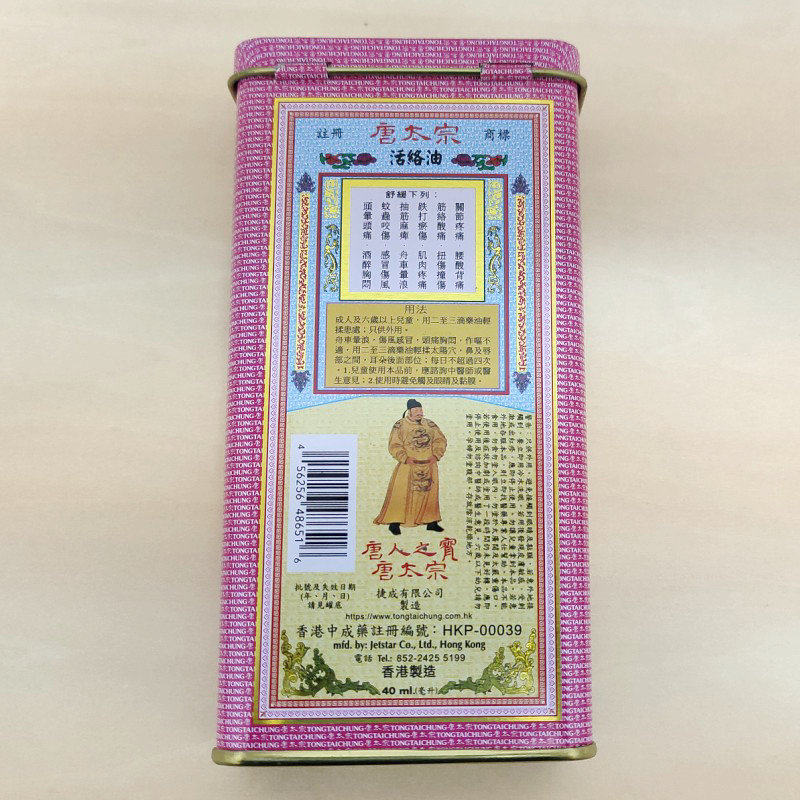 註冊 唐太宗 商標
活絡油
舒緩下列：
關節疼痛
筋絡酸痛
跌打瘀傷
抽筋麻痺
蚊蟲咬傷
頭暈頭痛
腰酸背痛
扭傷撞傷
肌肉疼痛
舟車暈浪
感冒傷風
酒醉胸悶
用法
成人及六歲以上兒童，用二至三滴藥油輕
揉患處；只供外用。
舟車暈浪，傷風感冒，頭痛胸悶，作嘔不
適，用二至三滴藥油輕揉太陽穴，鼻及唇
部之間，耳朵後面部位；每日不超過四次
。1.兒童使用本品前，應諮詢中醫師或醫
生意見；2.使用時避免觸及眼睛及黏膜。
唐人之寶
唐太宗
4 156256 486516
批號及失效日期
（年、月、日）
請見罐底
捷成有限公司
製造
https://www.tongtaichung.com.hk
香港中成藥註冊編號：HKP-00039
mfd. by: Jetstar Co., Ltd., Hong Kong
電話 Tel.: 852-2425 5199
香港製造
40 ml.(毫升)